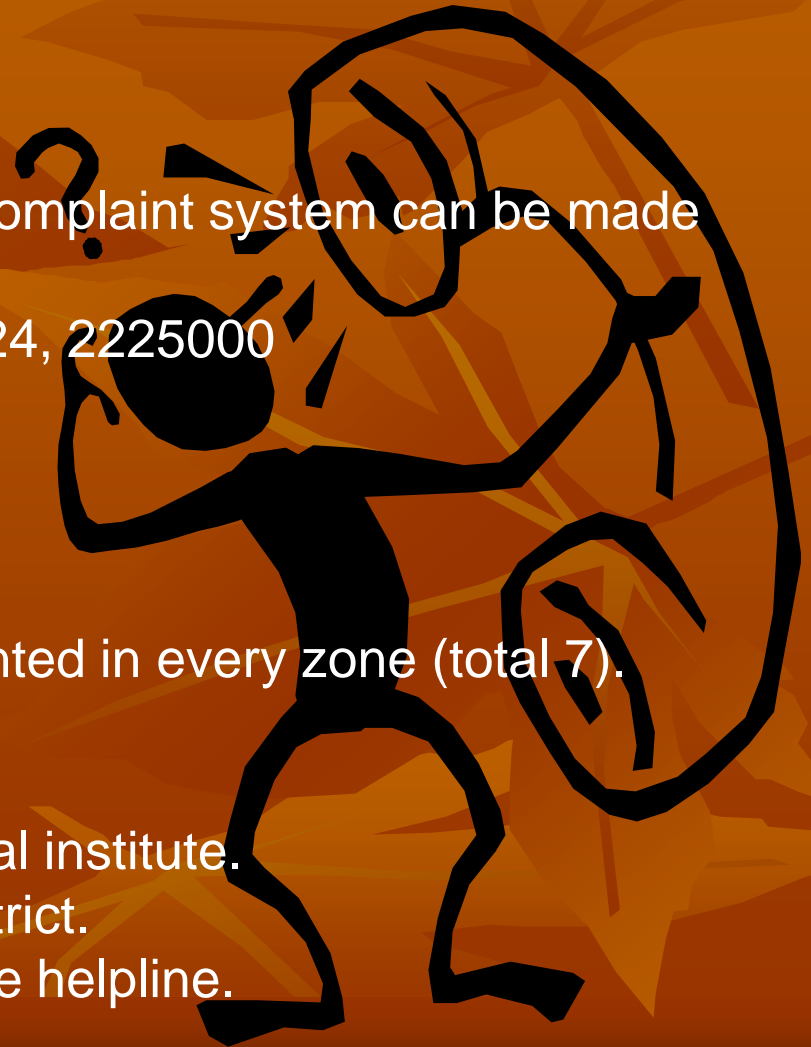 omplaint system can be made
24, 2225000
nted in every zone (total 7).
al institute.
trict.
e helpline.